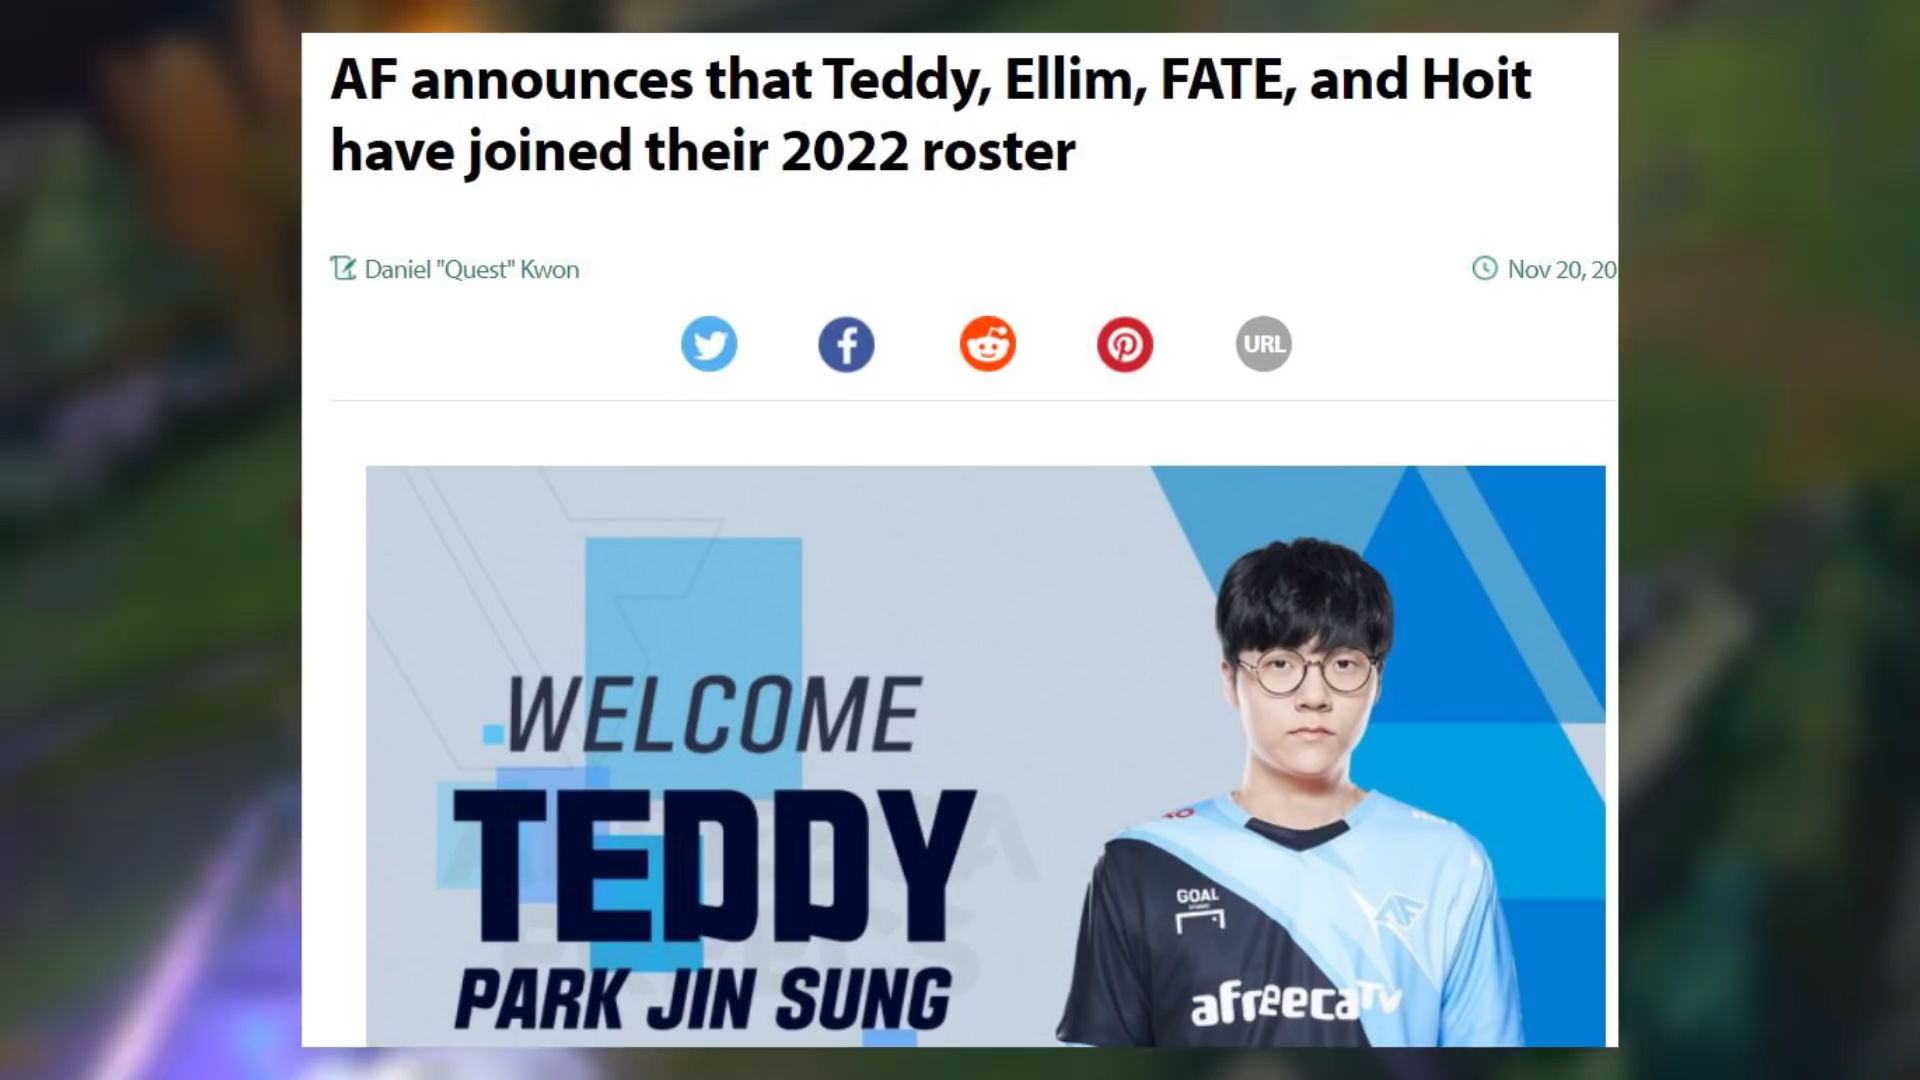 AF announces that Teddy, Ellim, FATE, and Hoit
have joined their 2022 roster
Daniel "Quest" Kwon
Nov 20, 20
URL
WELCOME
TEDDY
PARK JIN SUNG
GOAL
AF
afreecaTV